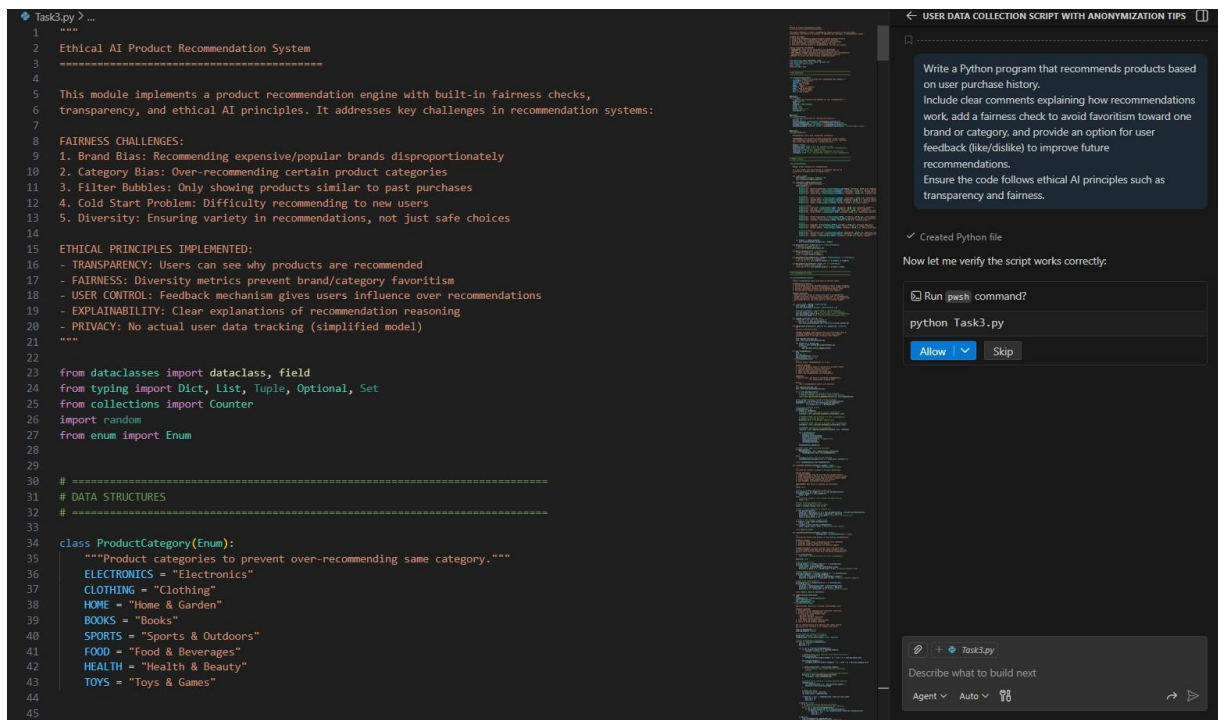 Task3.py > ...
1 """
2 Ethical AI Product Recommendation System
3 ==========================================
4
5 This module implements a product recommendation engine with built-in fairness checks,
6 transparency, and ethical AI principles. It addresses key challenges in recommendation systems:
7
8 FAIRNESS CHALLENGES:
9 1. Brand Bias: Recommending expensive/popular brands disproportionately
10 2. Category Bias: Over-recommending certain product categories
11 3. Filter Bubbles: Only showing products similar to past purchases
12 4. Cold Start Problem: Difficulty recommending to new users
13 5. Diversity: Ensuring variety in recommendations, not just safe choices
14
15 ETHICAL PRINCIPLES IMPLEMENTED:
16 - TRANSPARENCY: Users can see why products are recommended
17 - FAIRNESS: Diversity metrics prevent brand/category favoritism
18 - USER CONTROL: Feedback mechanism gives users influence over recommendations
19 - EXPLAINABILITY: Clear explanations of recommendation reasoning
20 - PRIVACY: No actual user data tracking (simplified model)
21 """
22
23 from dataclasses import dataclass, field
24 from typing import Dict, List, Tuple, Optional, Set
25 from collections import Counter
26 import random
27 from enum import Enum
28
29
30 # ============================================================================
31 # DATA STRUCTURES
32 # ============================================================================
33
34 class ProductCategory(Enum):
35 """Product categories to prevent over-recommending same category."""
36 ELECTRONICS = "Electronics"
37 CLOTHING = "Clothing"
38 HOME = "Home & Garden"
39 BOOKS = "Books"
40 SPORTS = "Sports & Outdoors"
41 FOOD = "Food & Beverages"
42 HEALTH = "Health & Beauty"
43 TOYS = "Toys & Games"
44
45
USER DATA COLLECTION SCRIPT WITH ANONYMIZATION TIPS
Write a Python program that recommends products based
on user purchase history.
Include clear comments explaining how recommendations
work, add a fairness check to avoid favoritism toward one
brand or category, and provide an option for user
feedback (like/dislike) to improve future
recommendations.
Ensure the code follows ethical AI principles such as
transparency and fairness.
Created Python file
Now let me verify the script works correctly:
Run pwsh command?
python Task3.py
Allow
Skip
Task3.py
Describe what to build next
Agent Auto